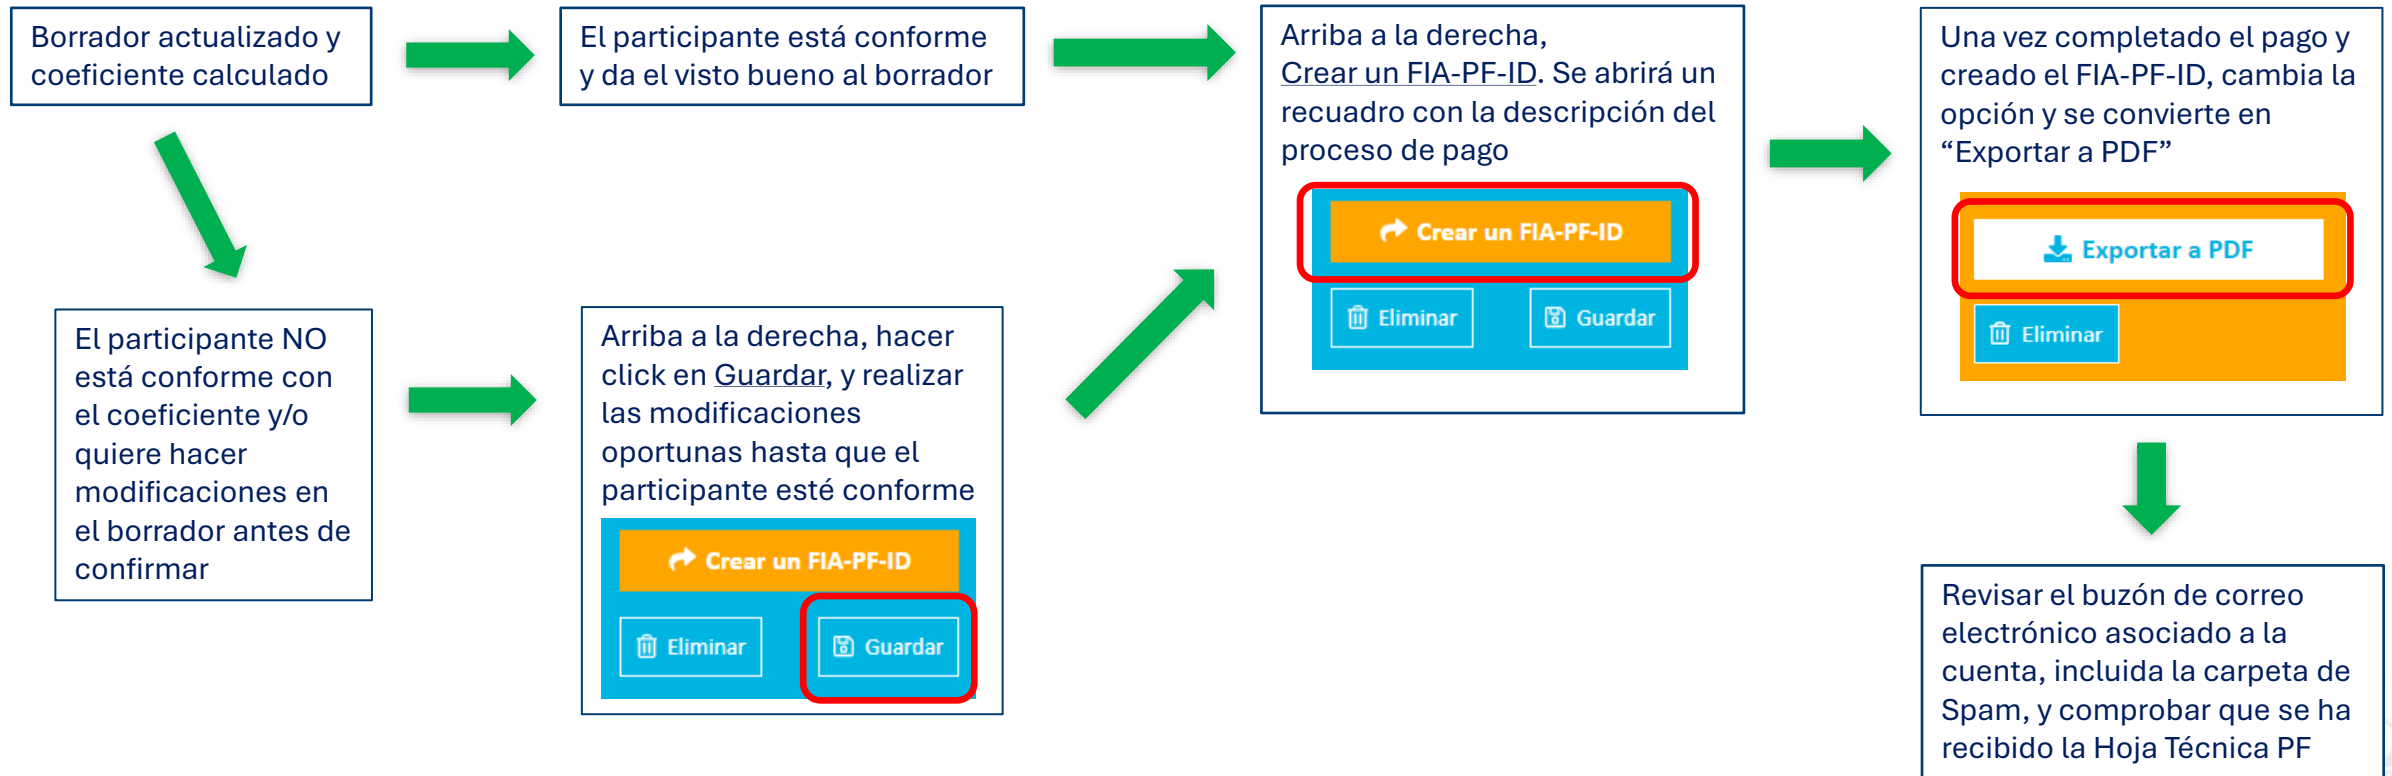 Borrador actualizado y
coeficiente calculado
El participante está conforme
y da el visto bueno al borrador
Arriba a la derecha,
Crear un FIA-PF-ID. Se abrirá un
recuadro con la descripción del
proceso de pago
Crear un FIA-PF-ID
Eliminar
Guardar
Una vez completado el pago y
creado el FIA-PF-ID, cambia la
opción y se convierte en
“Exportar a PDF”
Exportar a PDF
Eliminar
El participante NO
está conforme con
el coeficiente y/o
quiere hacer
modificaciones en
el borrador antes de
confirmar
Arriba a la derecha, hacer
click en Guardar, y realizar
las modificaciones
oportunas hasta que el
participante esté conforme
Crear un FIA-PF-ID
Eliminar
Guardar
Revisar el buzón de correo
electrónico asociado a la
cuenta, incluida la carpeta de
Spam, y comprobar que se ha
recibido la Hoja Técnica PF